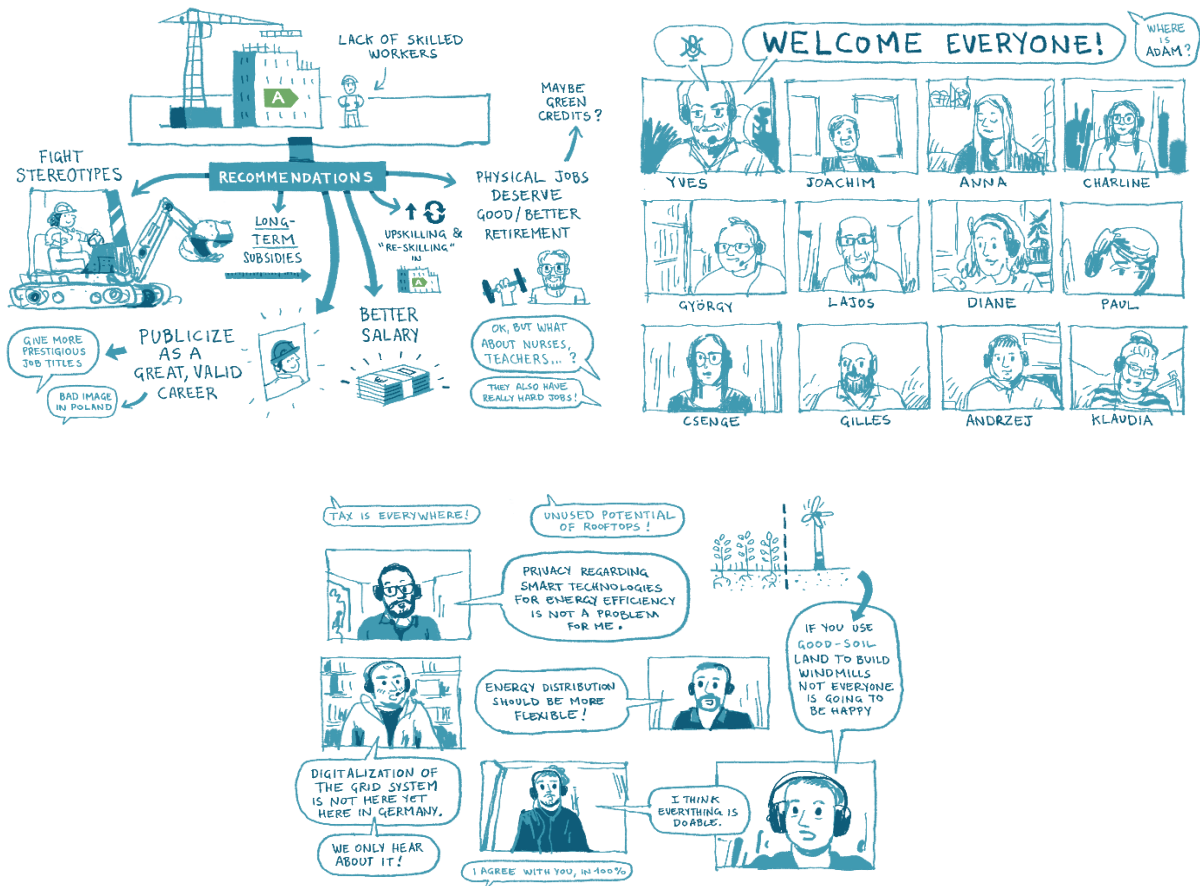 LACK OF SKILLED
WORKERS
A
RECOMMENDATIONS
FIGHT
STEREOTYPES
LONG-
TERM
SUBSIDIES
UPSKILLING &
"RE-SKILLING"
IN
A
MAYBE
GREEN
CREDITS?
PHYSICAL JOBS
DESERVE
GOOD/BETTER
RETIREMENT
BETTER
SALARY
PUBLICIZE
AS A
GREAT, VALID
CAREER
GIVE MORE
PRESTIGIOUS
JOB TITLES
BAD IMAGE
IN POLAND
OK, BUT WHAT
ABOUT NURSES,
TEACHERS... ?
THEY ALSO HAVE
REALLY HARD JOBS!
WELCOME EVERYONE!
WHERE
IS
ADAM?
YVES
JOACHIM
ANNA
CHARLINE
GYÖRGY
LAJOS
DIANE
PAUL
CSENGE
GILLES
ANDRZEJ
KLAUDIA
TAX IS EVERYWHERE!
UNUSED POTENTIAL
OF ROOFTOPS!
PRIVACY REGARDING
SMART TECHNOLOGIES
FOR ENERGY EFFICIENCY
IS NOT A PROBLEM
FOR ME.
IF YOU USE
GOOD-SOIL
LAND TO BUILD
WINDMILLS
NOT EVERYONE
IS GOING TO
BE HAPPY
ENERGY DISTRIBUTION
SHOULD BE MORE
FLEXIBLE!
DIGITALIZATION OF
THE GRID SYSTEM
IS NOT HERE YET
HERE IN GERMANY.
WE ONLY HEAR
ABOUT IT!
I THINK
EVERYTHING IS
DOABLE.
I AGREE WITH YOU, IN 100%